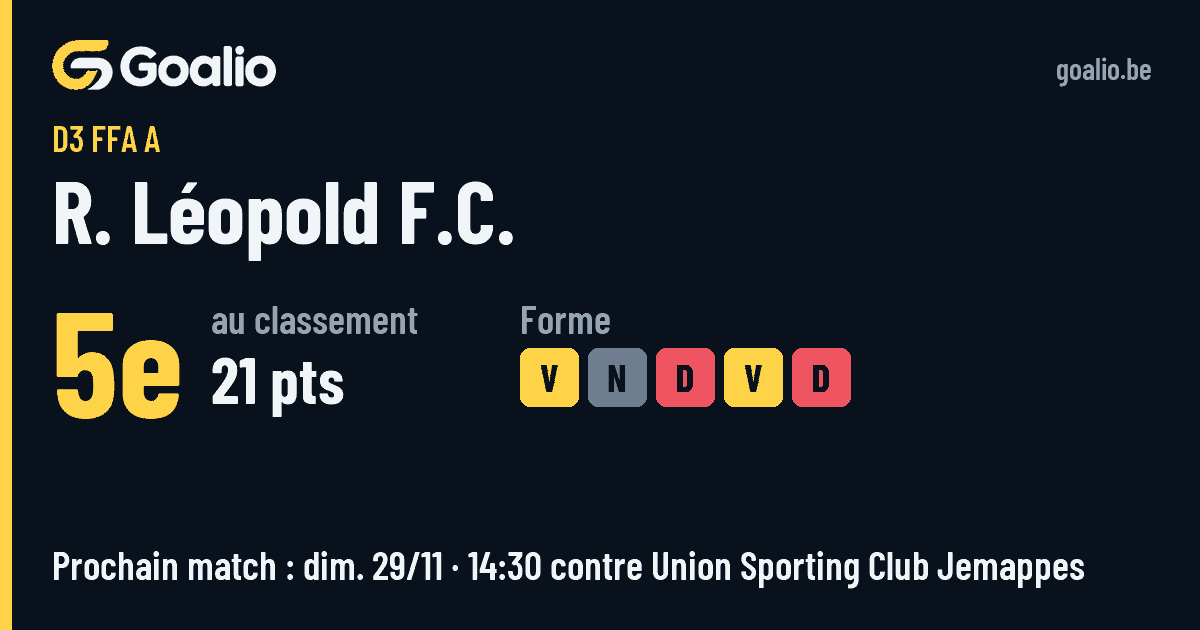 Goalio
goalio.be
D3 FFA A
R. Léopold F.C.
5e
au classement
21 pts
Forme
V N D V D
Prochain match : dim. 29/11 · 14:30 contre Union Sporting Club Jemappes